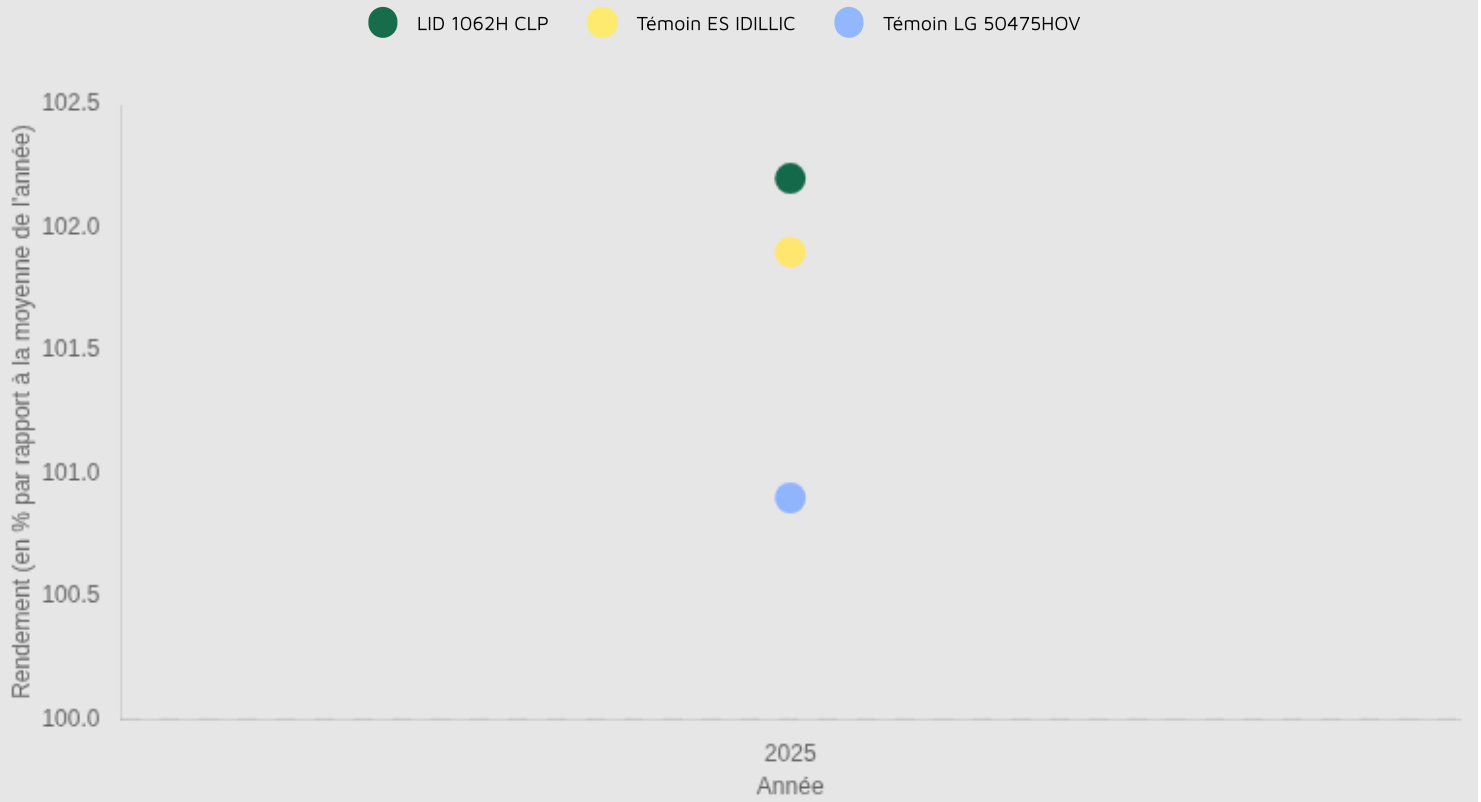 LID 1062H CLP Témoin ES IDILLIC Témoin LG 50475HOV
Rendement (en % par rapport à la moyenne de l'année)
102.5
102.0
101.5
101.0
100.5
100.0
2025
Année